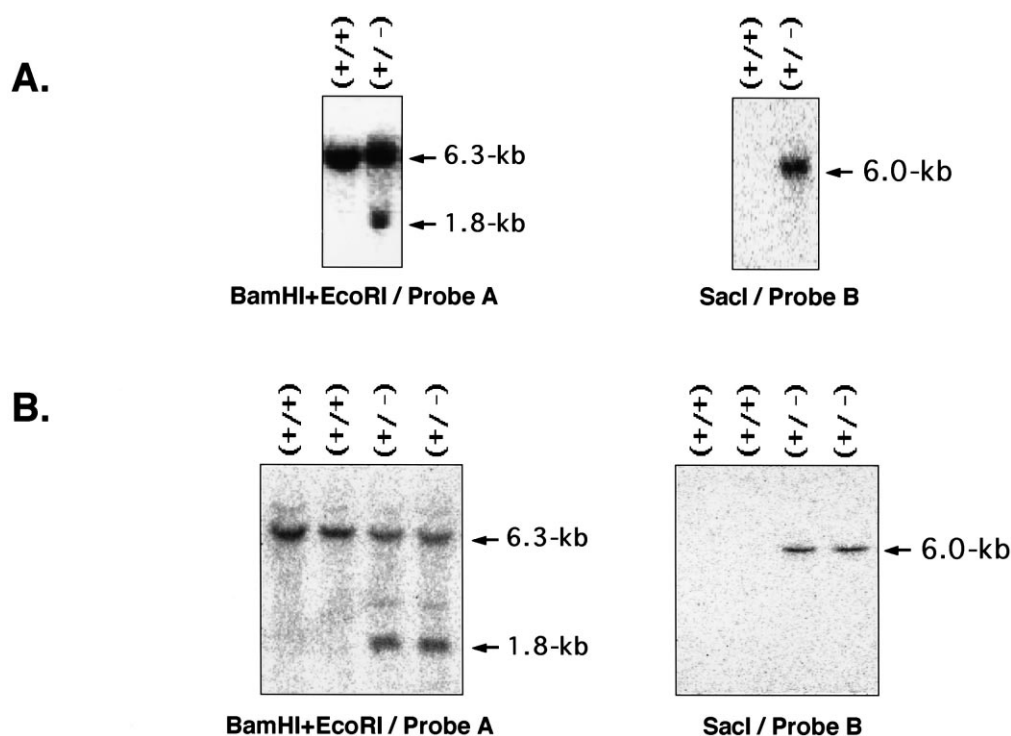 A.
(+/+) (+/-)
← 6.3-kb
← 1.8-kb
BamHI+EcoRI / Probe A
(+/+) (+/-)
← 6.0-kb
SacI / Probe B
B.
(+/+) (+/+) (+/-) (+/-)
← 6.3-kb
← 1.8-kb
BamHI+EcoRI / Probe A
(+/+) (+/+) (+/-) (+/-)
← 6.0-kb
SacI / Probe B